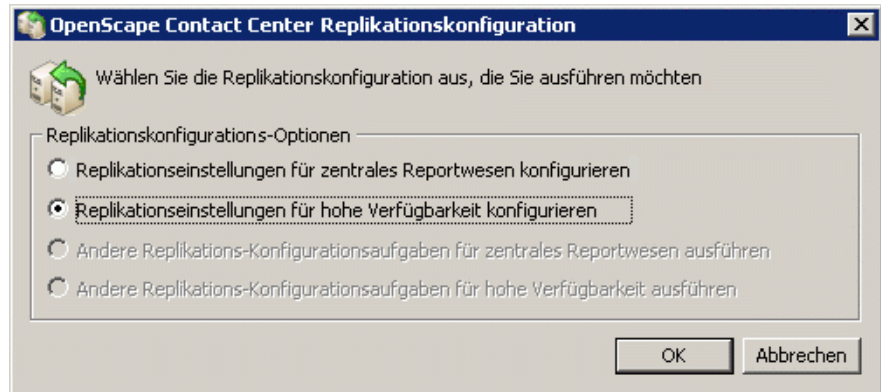 OpenScape Contact Center Replikationskonfiguration
Wählen Sie die Replikationskonfiguration aus, die Sie ausführen möchten
Replikationskonfigurations-Optionen
Replikationseinstellungen für zentrales Reportwesen konfigurieren
Replikationseinstellungen für hohe Verfügbarkeit konfigurieren
Andere Replikations-Konfigurationsaufgaben für zentrales Reportwesen ausführen
Andere Replikations-Konfigurationsaufgaben für hohe Verfügbarkeit ausführen
OK Abbrechen